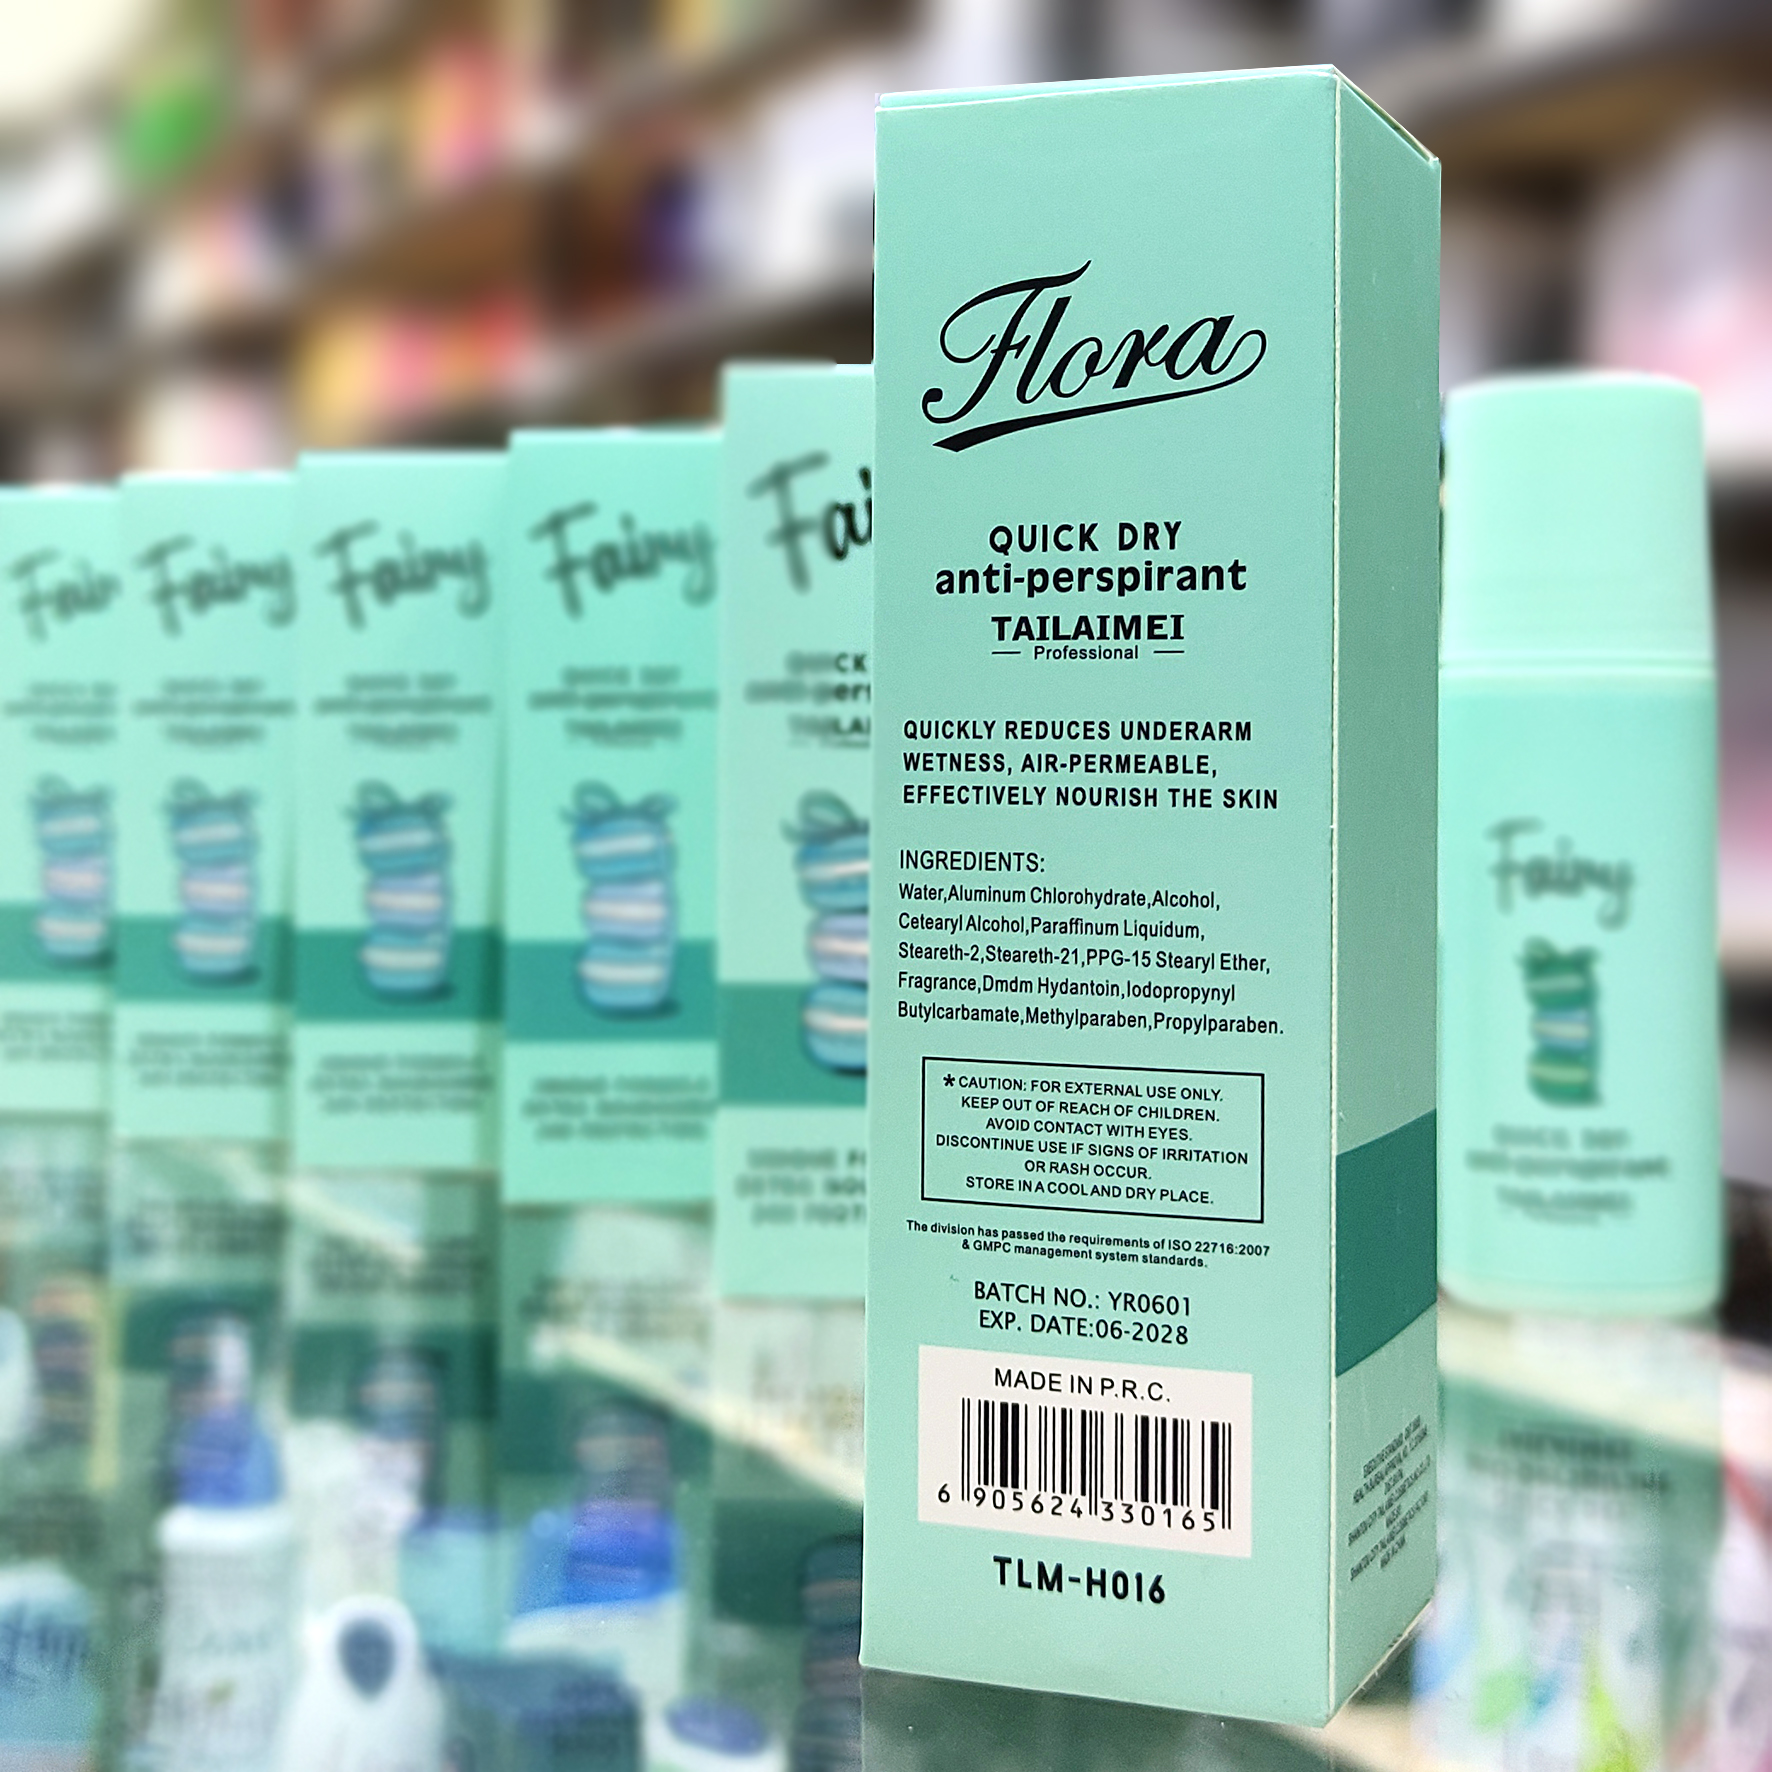 Flora
QUICK DRY
anti-perspirant
TAILAIMEI
Professional
QUICKLY REDUCES UNDERARM
WETNESS, AIR-PERMEABLE,
EFFECTIVELY NOURISH THE SKIN
INGREDIENTS:
Water,Aluminum Chlorohydrate,Alcohol,
Cetearyl Alcohol,Paraffinum Liquidum,
Steareth-2,Steareth-21,PPG-15 Stearyl Ether,
Fragrance,Dmdm Hydantoin,Iodopropynyl
Butylcarbamate,Methylparaben,Propylparaben.
*CAUTION: FOR EXTERNAL USE ONLY.
KEEP OUT OF REACH OF CHILDREN.
AVOID CONTACT WITH EYES.
DISCONTINUE USE IF SIGNS OF IRRITATION
OR RASH OCCUR.
STORE IN A COOL AND DRY PLACE.
The division has passed the requirements of ISO 22716:2007
& GMPC management system standards.
BATCH NO.: YR0601
EXP. DATE:06-2028
MADE IN P.R.C.
6 905624 330165
TLM-H016
Fairy
Fairy
Fairy
Fairy
QUICK DRY
anti-perspirant
TAILAIMEI